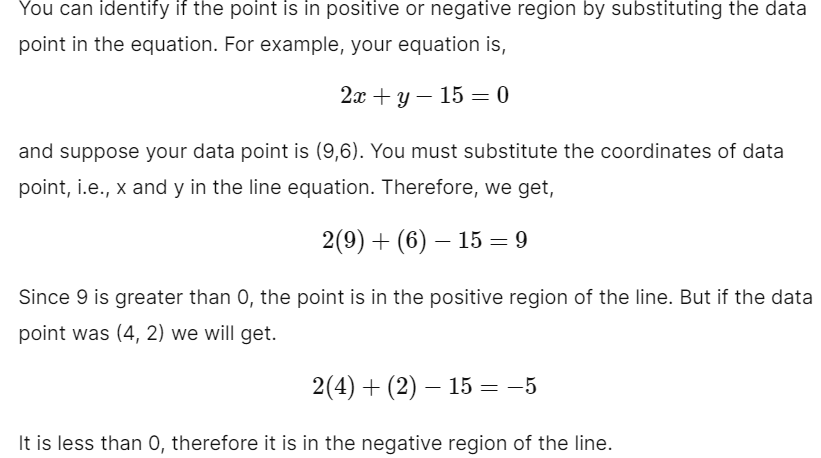 You can identify if the point is in positive or negative region by substituting the data
point in the equation. For example, your equation is,
2x + y − 15 = 0
and suppose your data point is (9,6). You must substitute the coordinates of data
point, i.e., x and y in the line equation. Therefore, we get,
2(9) + (6) − 15 = 9
Since 9 is greater than 0, the point is in the positive region of the line. But if the data
point was (4, 2) we will get.
2(4) + (2) − 15 = −5
It is less than 0, therefore it is in the negative region of the line.